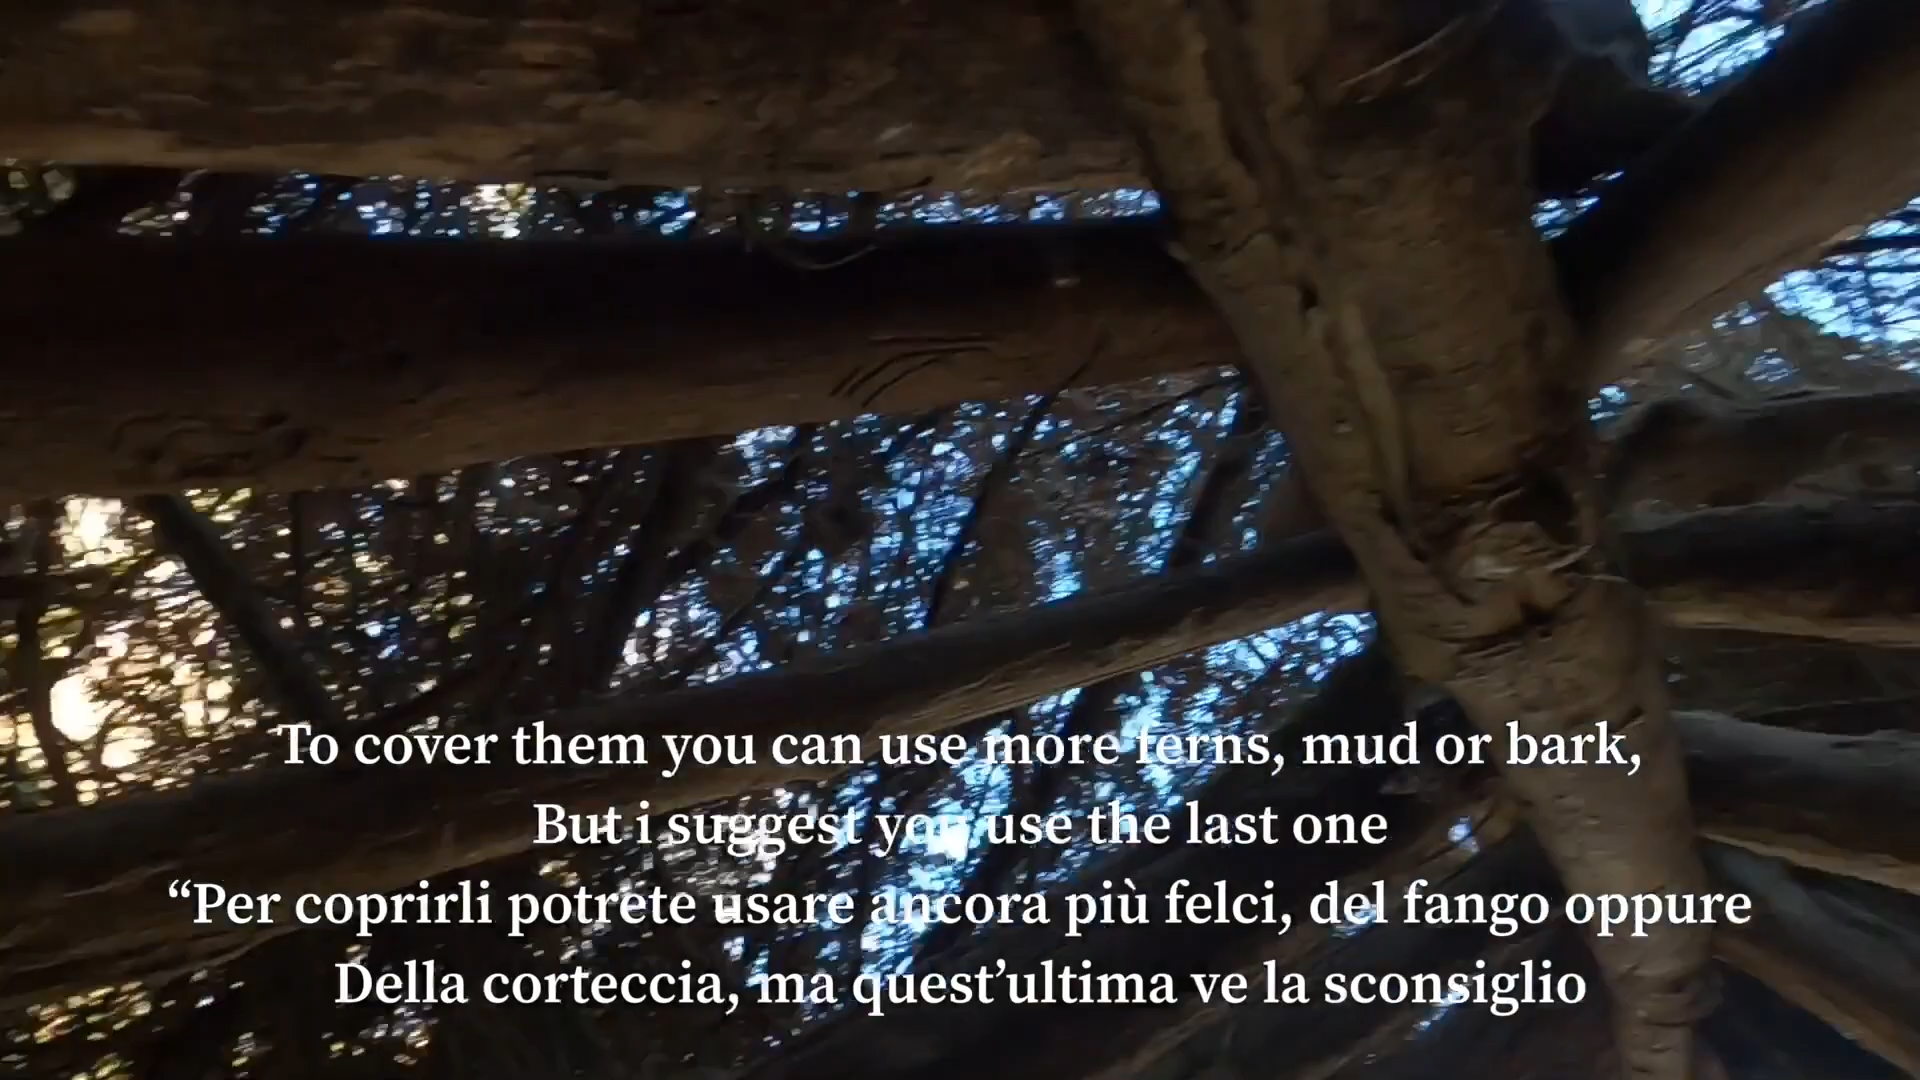 To cover them you can use more ferns, mud or bark,
But i suggest you use the last one
“Per coprirli potrete usare ancora più felci, del fango oppure
Della corteccia, ma quest’ultima ve la sconsiglio